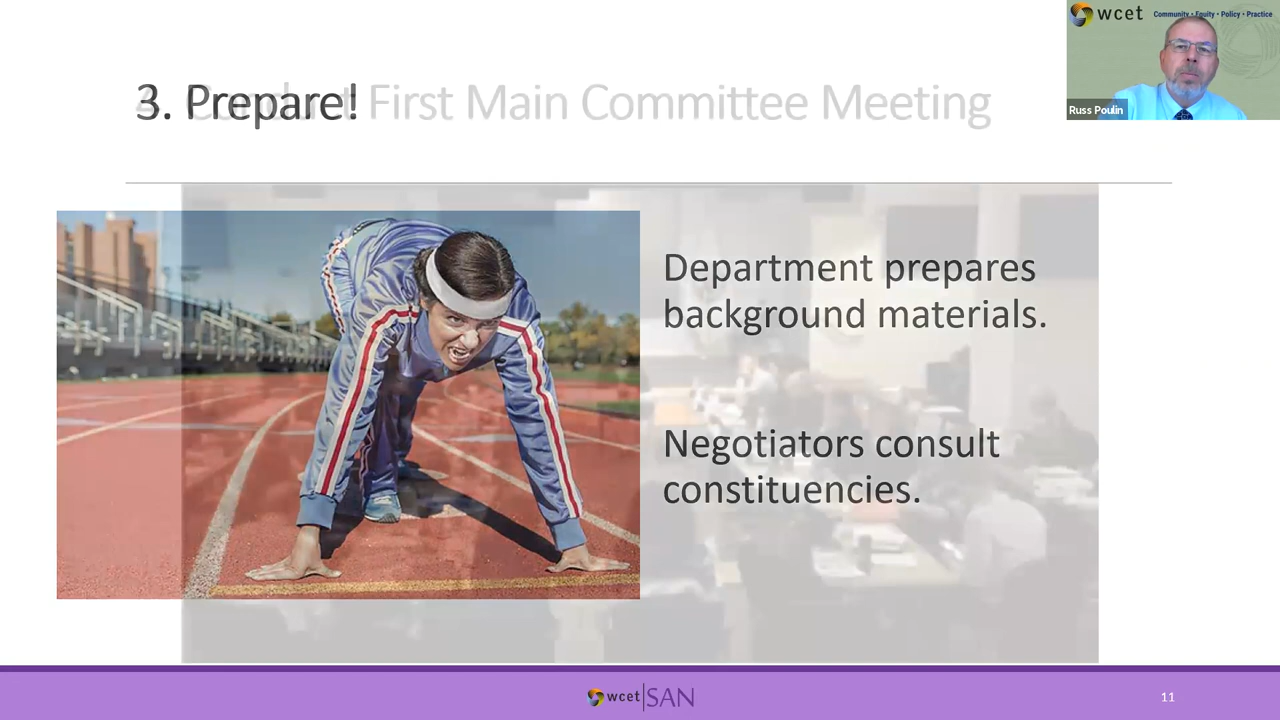 wcet Community • Equity • Policy • Practice
Russ Poulin
3. Prepare!
First Main Committee Meeting
Department prepares
background materials.
Negotiators consult
constituencies.
wcet SAN
11